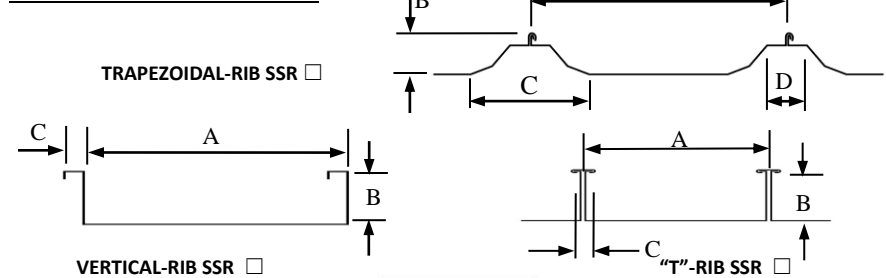 B
TRAPEZOIDAL-RIB SSR □
C
D
C
A
B
A
B
C
VERTICAL-RIB SSR □
“T”-RIB SSR □